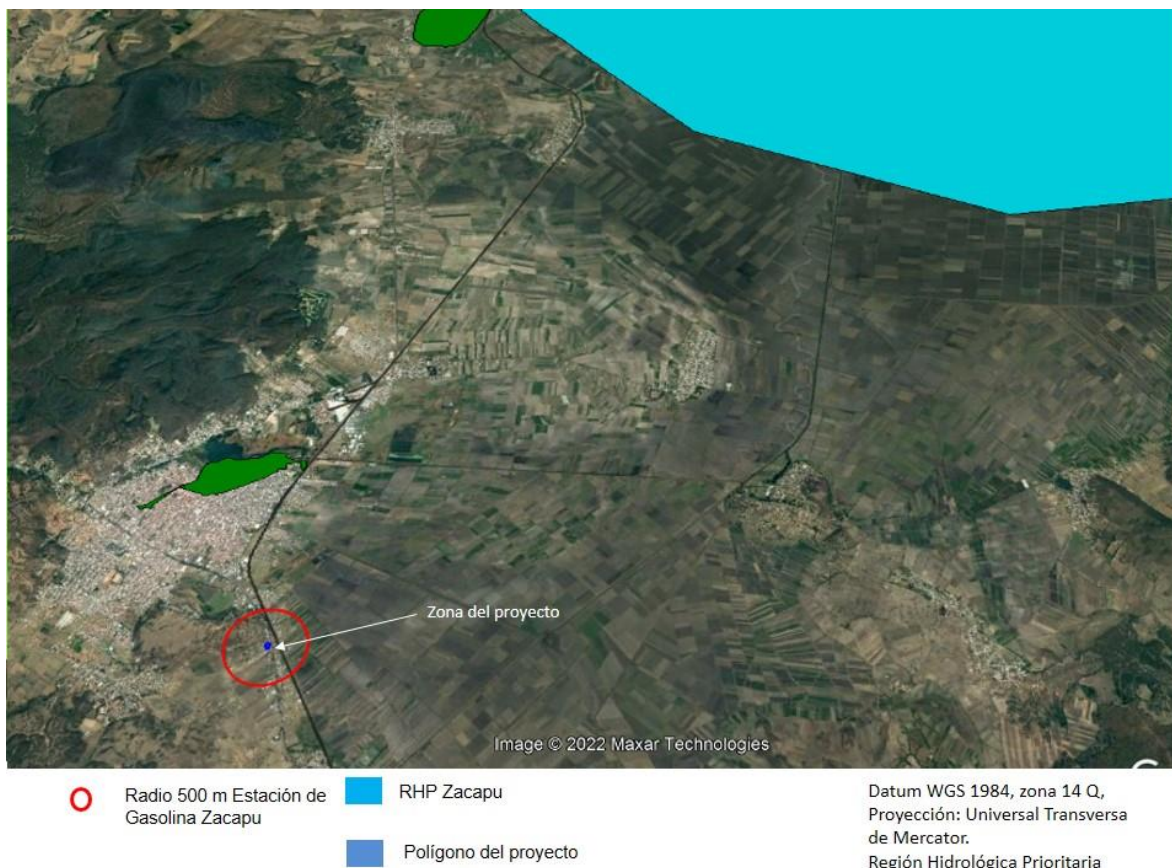 Zona del proyecto
Image © 2022 Maxar Technologies
Radio 500 m Estación de
Gasolina Zacapu
RHP Zacapu
Polígono del proyecto
Datum WGS 1984, zona 14 Q,
Proyección: Universal Transversa
de Mercator.
Región Hidrológica Prioritaria